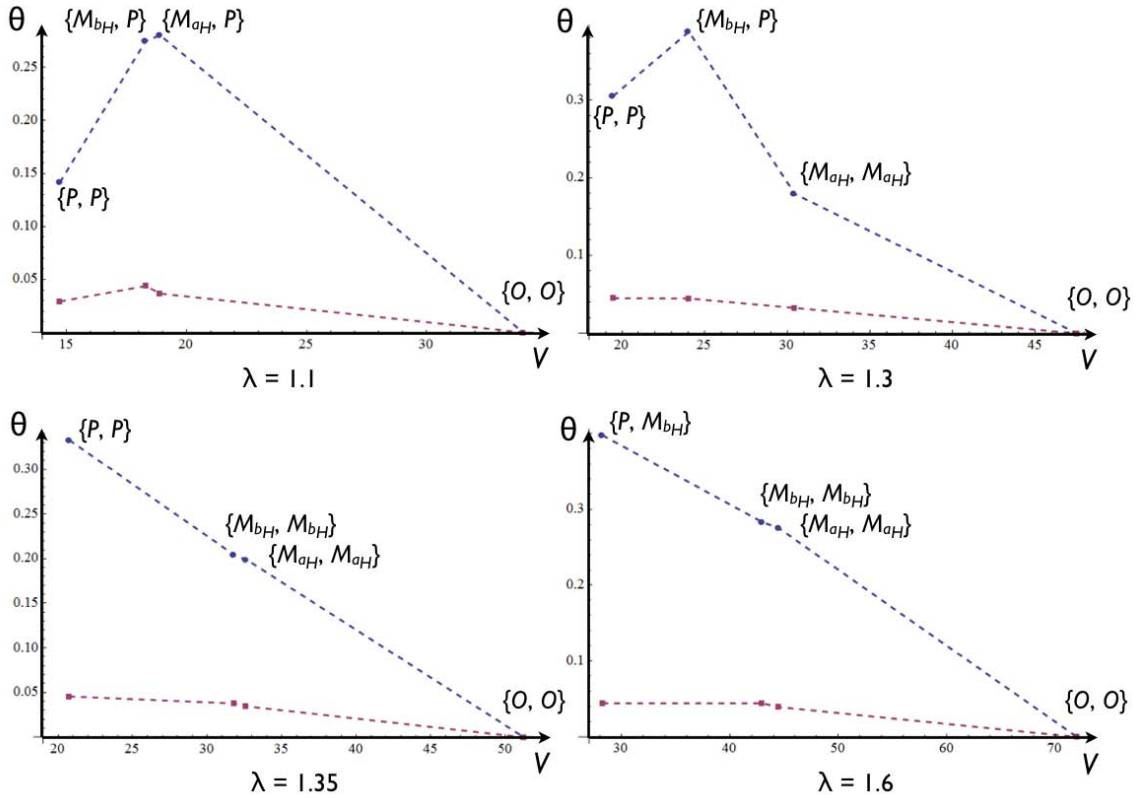 θ
{M_bH, P} {M_aH, P}
0.25
0.20
0.15
{P, P}
0.10
0.05
{O, O}
15 20 30
V
λ = 1.1
θ
{M_bH, P}
0.3
{P, P}
{M_aH, M_aH}
0.2
0.1
{O, O}
20 25 30 35 40 45
V
λ = 1.3
θ
{P, P}
0.30
0.25
{M_bH, M_bH}
0.20
{M_aH, M_aH}
0.15
0.10
0.05
{O, O}
20 25 30 35 40 45 50
V
λ = 1.35
θ
{P, M_bH}
{M_bH, M_bH}
0.3
{M_aH, M_aH}
0.2
0.1
{O, O}
30 40 50 60 70
V
λ = 1.6